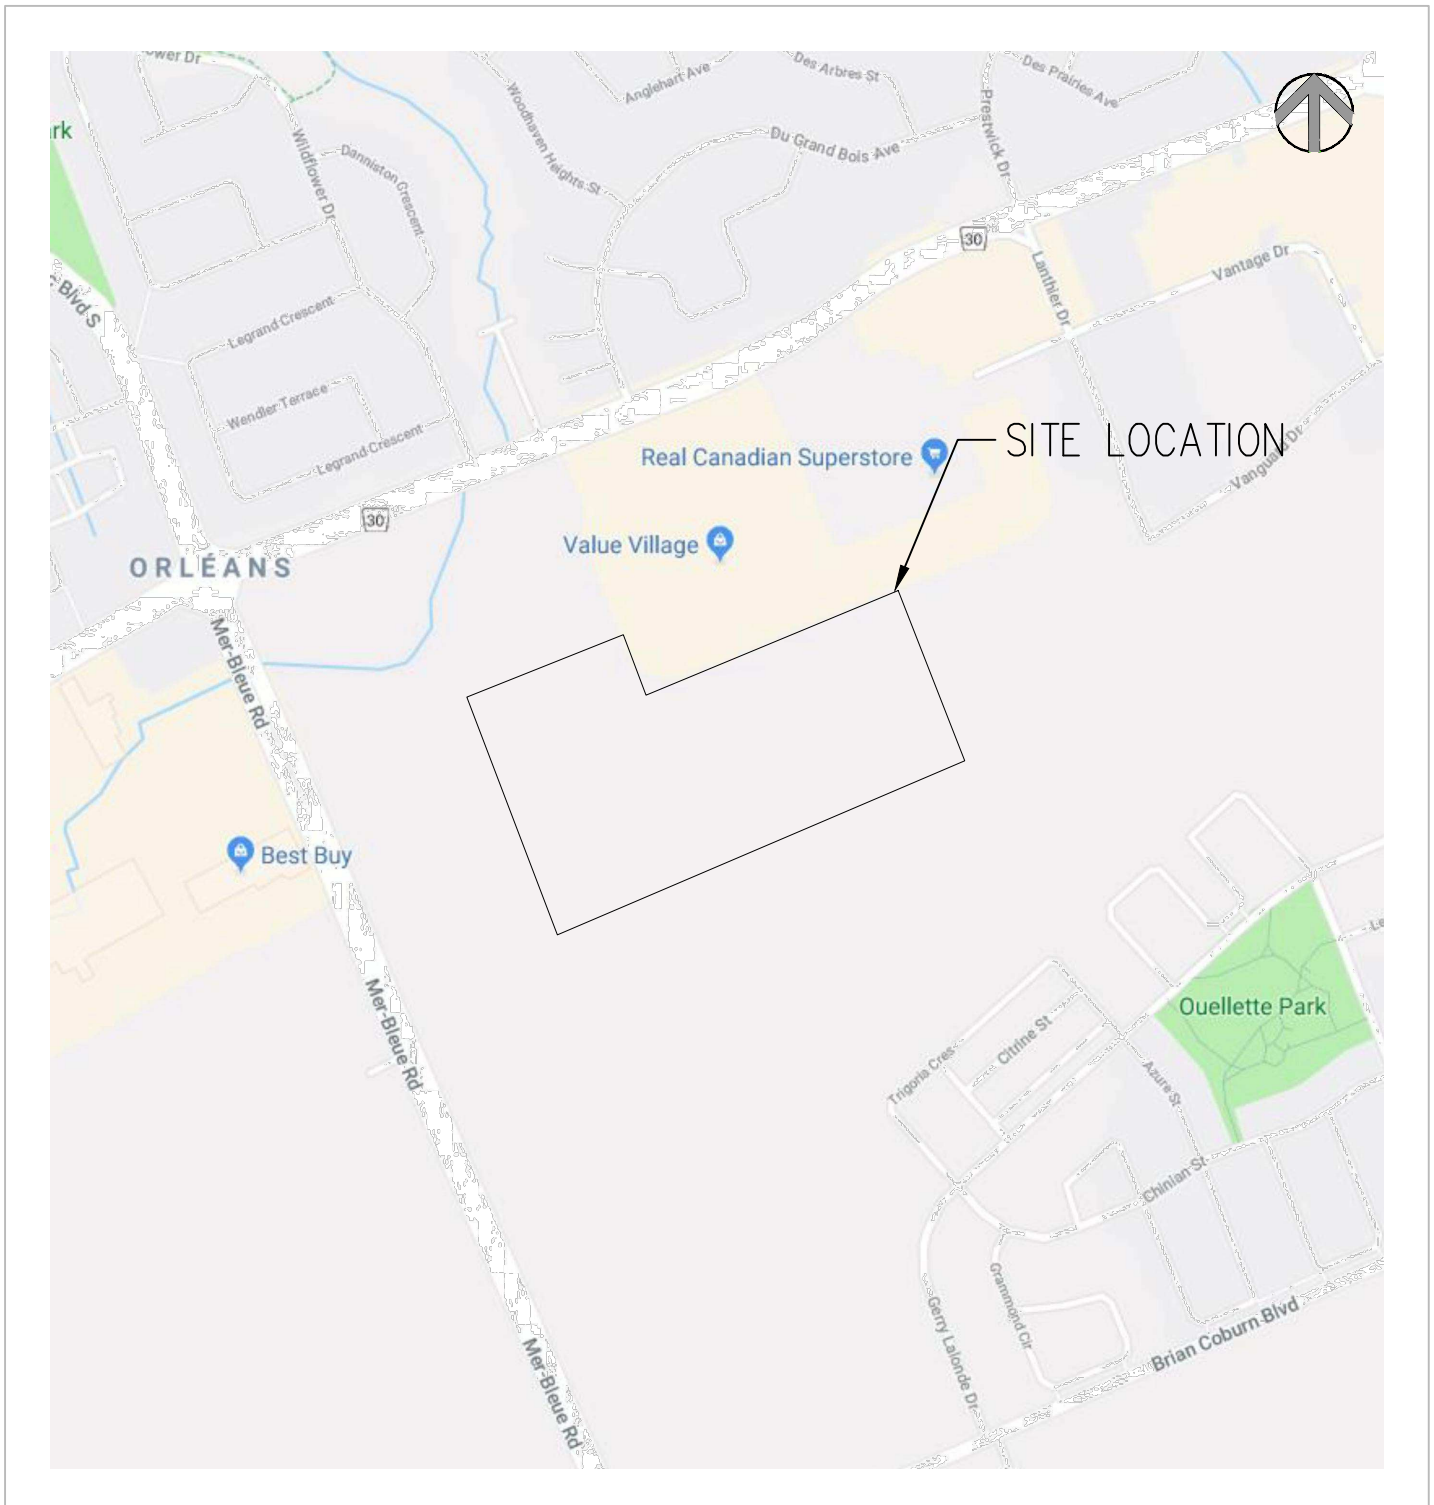 ower Dr
Anglehart Ave
Des Arbres St
Des Prairies Ave
Woodhaven Heights St
Prestwick Dr
rk
Wildflower Dr
Danniston Crescent
Du Grand Bois Ave
30
Lanthier Dr
Vantage Dr
Blvd S
Legrand Crescent
Wendler Terrace
Legrand Crescent
Real Canadian Superstore
SITE LOCATION
Vanguard Dr
30
Value Village
ORLÉANS
Mer-Bleue Rd
Best Buy
Le
Mer-Bleue Rd
Ouellette Park
Citrine St
Trigoria Cres
Azure St
Chinian St
Grammond Cir
Gerry Lalonde Dr
Brian Coburn Blvd
Mer-Bleue Rd